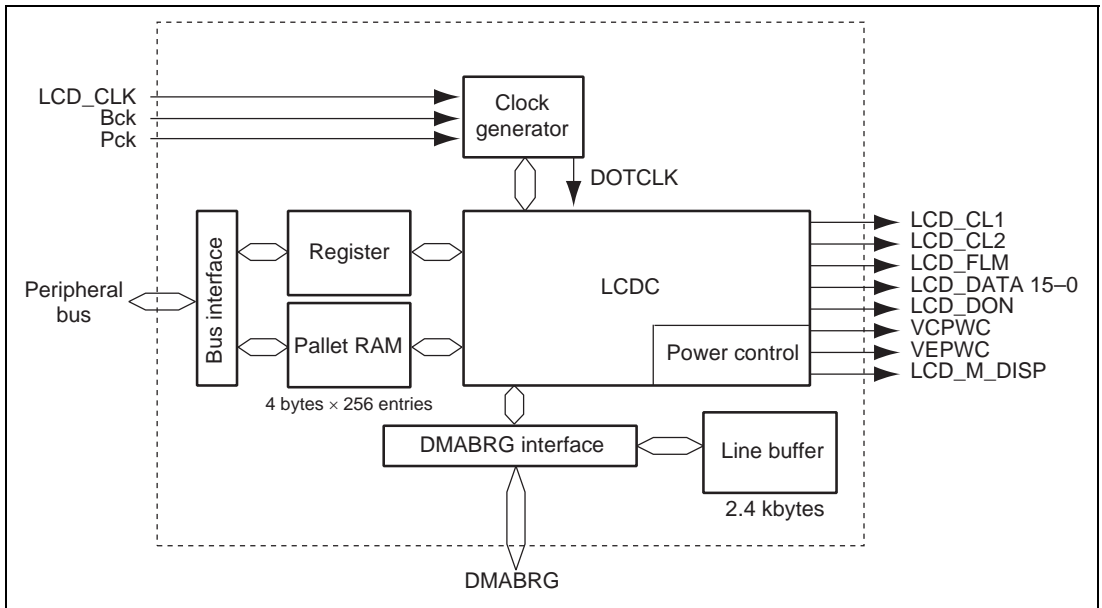 LCD_CLK
Bck
Pck
Clock
generator
DOTCLK
Peripheral
bus
Bus interface
Register
Pallet RAM
4 bytes × 256 entries
LCDC
Power control
LCD_CL1
LCD_CL2
LCD_FLM
LCD_DATA 15–0
LCD_DON
VCPWC
VEPWC
LCD_M_DISP
DMABRG interface
Line buffer
2.4 kbytes
DMABRG